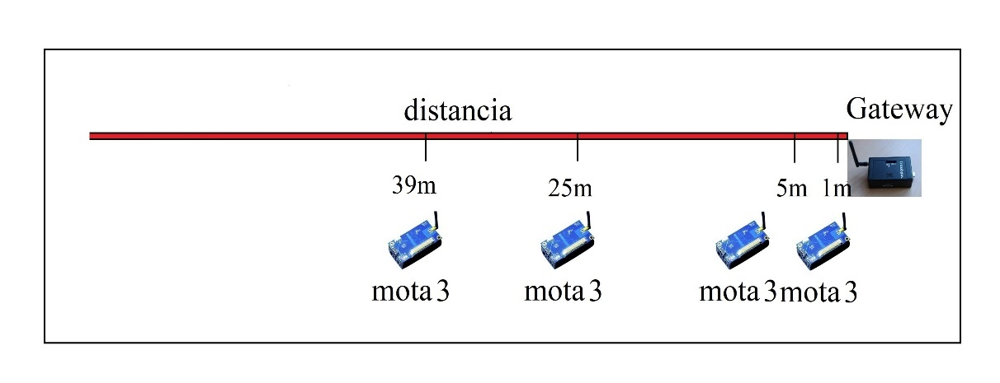 distancia
Gateway
39m
25m
5m
1m
mota 3
mota 3
mota 3
mota 3